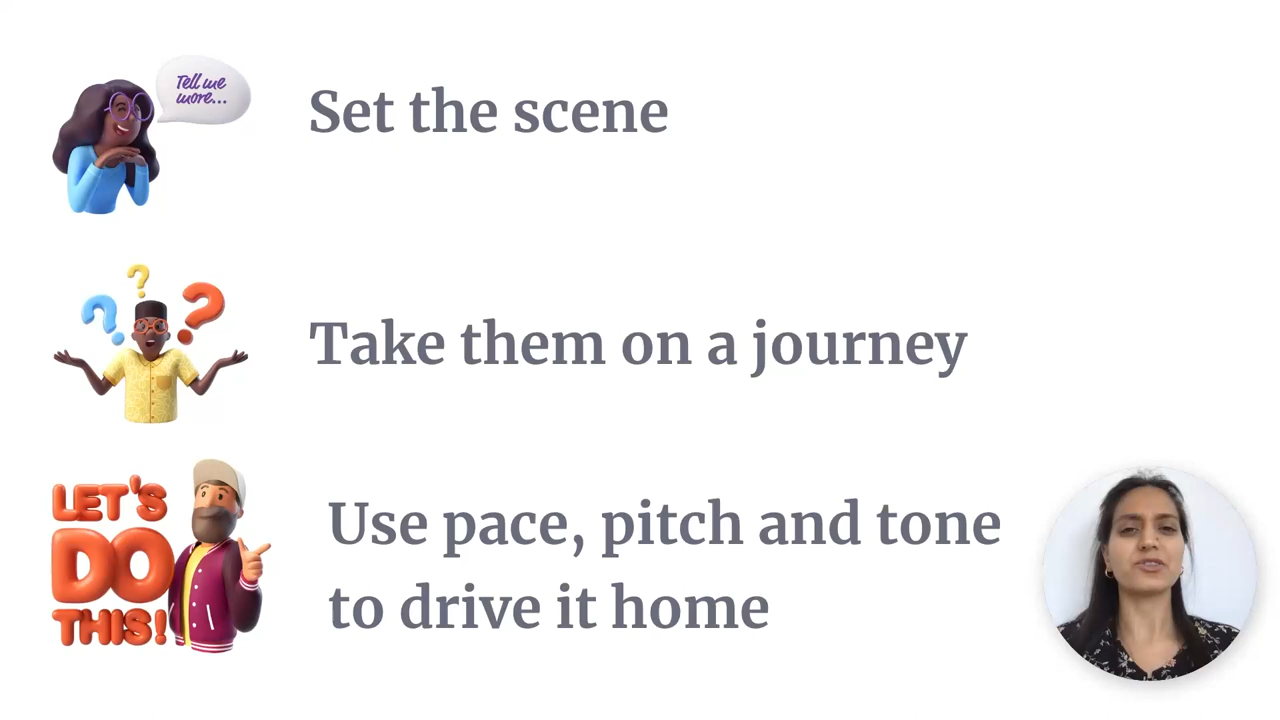 Tell me
more...
Set the scene
Take them on a journey
LET'S
DO
THIS!
Use pace, pitch and tone
to drive it home